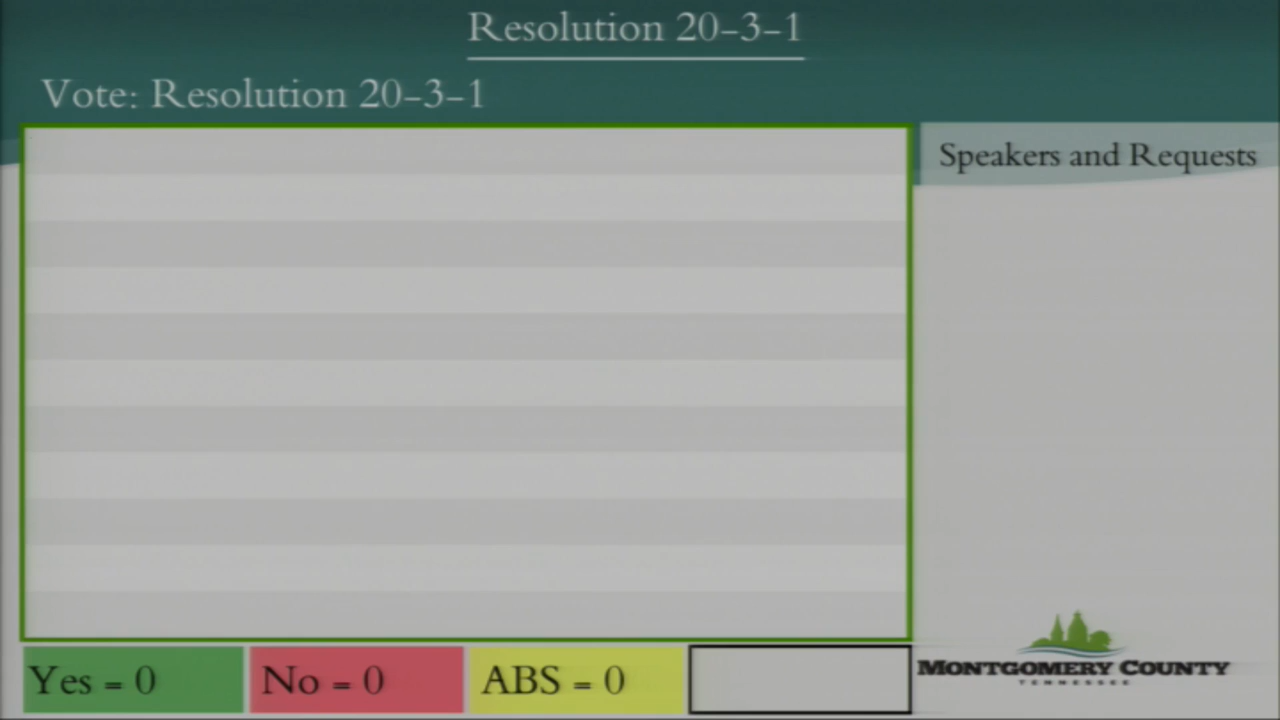 Resolution 20-3-1
Vote: Resolution 20-3-1
Speakers and Requests
Yes = 0
No = 0
ABS = 0
MONTGOMERY COUNTY
TENNESSEE